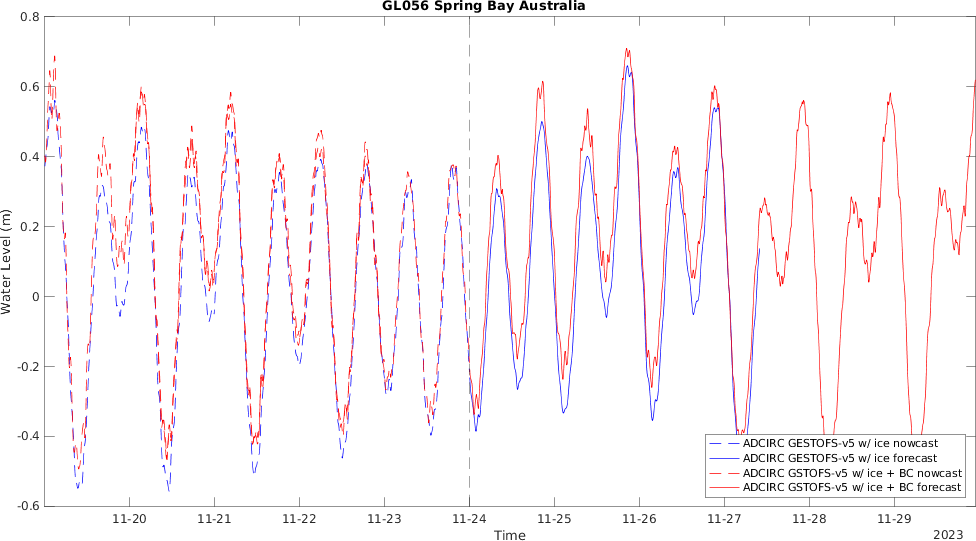 GL056 Spring Bay Australia
0.8
0.6
0.4
0.2
0
-0.2
-0.4
-0.6
Water Level (m)
ADCIRC GESTOFS-v5 w/ ice nowcast
ADCIRC GESTOFS-v5 w/ ice forecast
ADCIRC GSTOFS-v5 w/ ice + BC nowcast
ADCIRC GSTOFS-v5 w/ ice + BC forecast
11-20 11-21 11-22 11-23 11-24 11-25 11-26 11-27 11-28 11-29
Time
2023